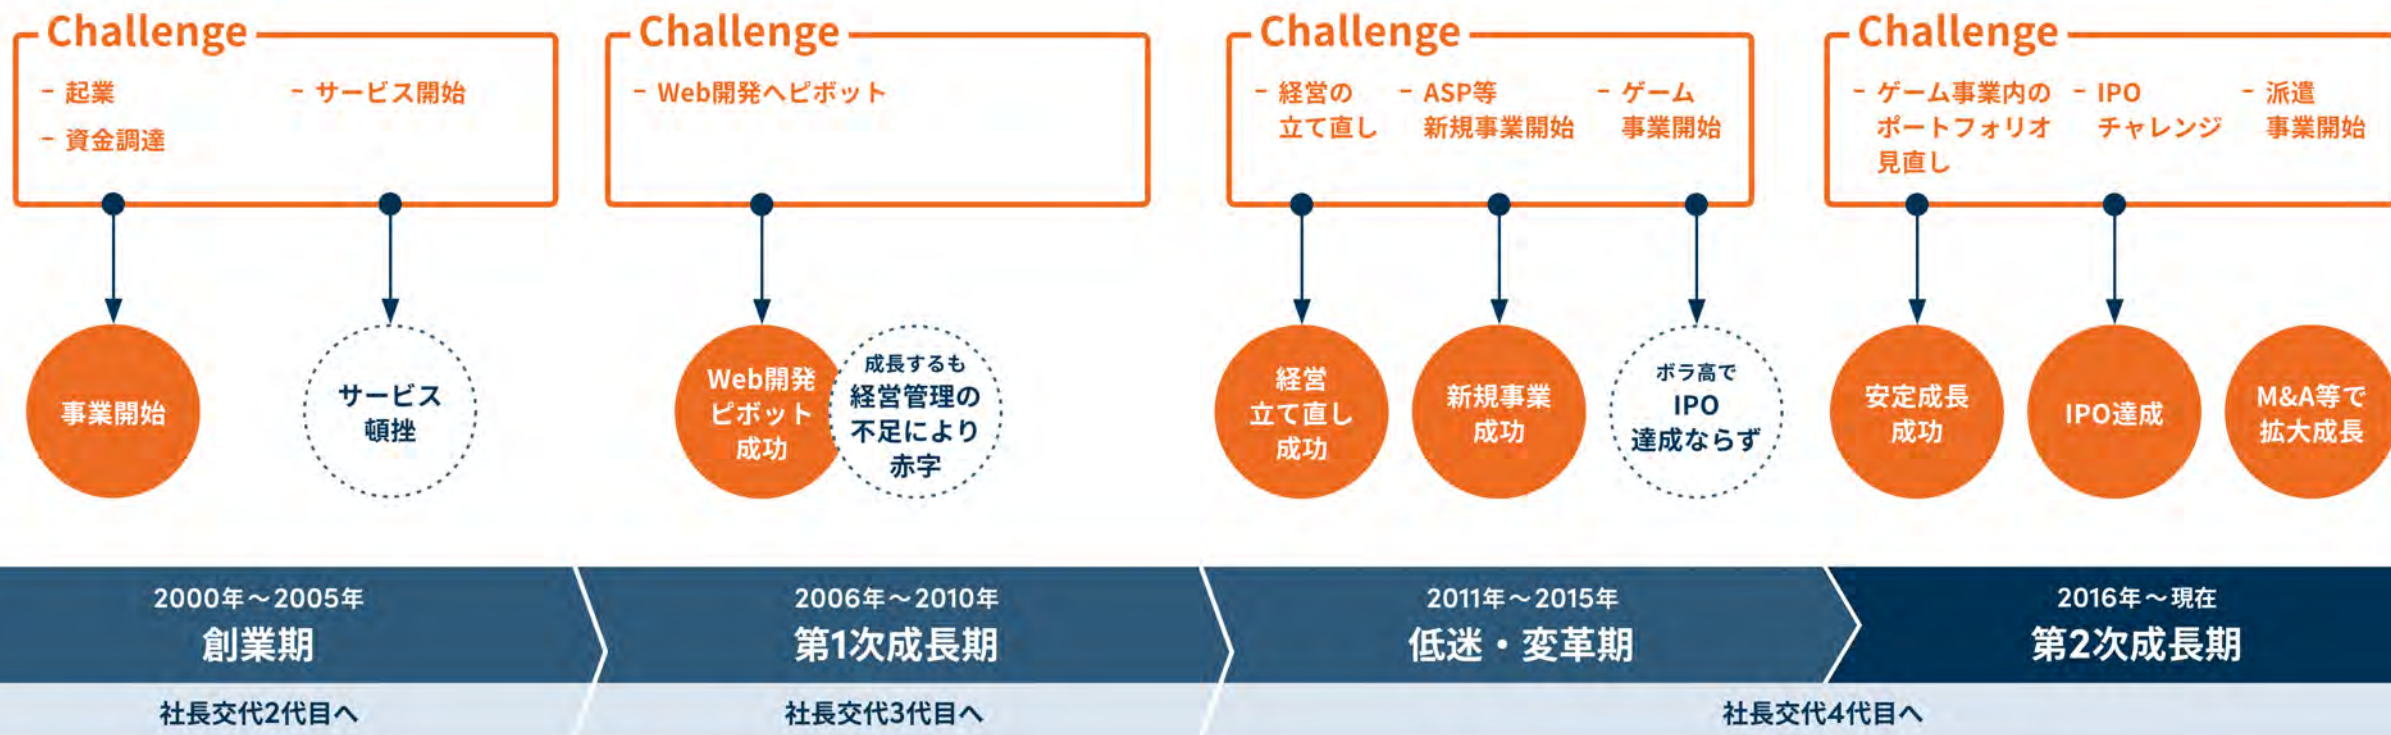 Challenge
- 起業
- 資金調達
- サービス開始
Challenge
- Web開発へピボット
Challenge
- 経営の
立て直し
- ASP等
新規事業開始
- ゲーム
事業開始
Challenge
- ゲーム事業内の
ポートフォリオ
見直し
- IPO
チャレンジ
- 派遣
事業開始
事業開始
サービス
頓挫
Web開発
ピボット
成功
成長するも
経営管理の
不足により
赤字
経営
立て直し
成功
新規事業
成功
ボラ高で
IPO
達成ならず
安定成長
成功
IPO達成
M&A等で
拡大成長
2000年～2005年
創業期
2006年～2010年
第1次成長期
2011年～2015年
低迷・変革期
2016年～現在
第2次成長期
社長交代2代目へ
社長交代3代目へ
社長交代4代目へ